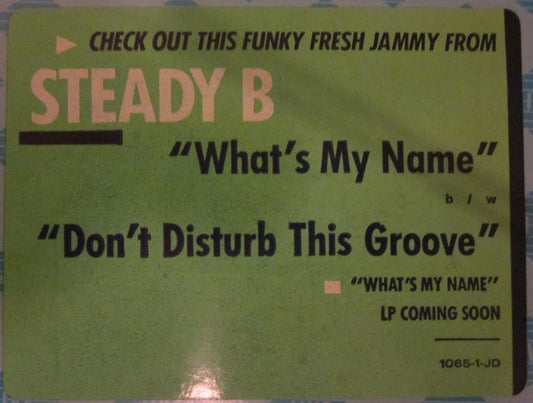 CHECK OUT THIS FUNKY FRESH JAMMY FROM
STEADY B
"What's My Name"
b / w
"Don't Disturb This Groove"
"WHAT'S MY NAME"
LP COMING SOON
1065-1-JD